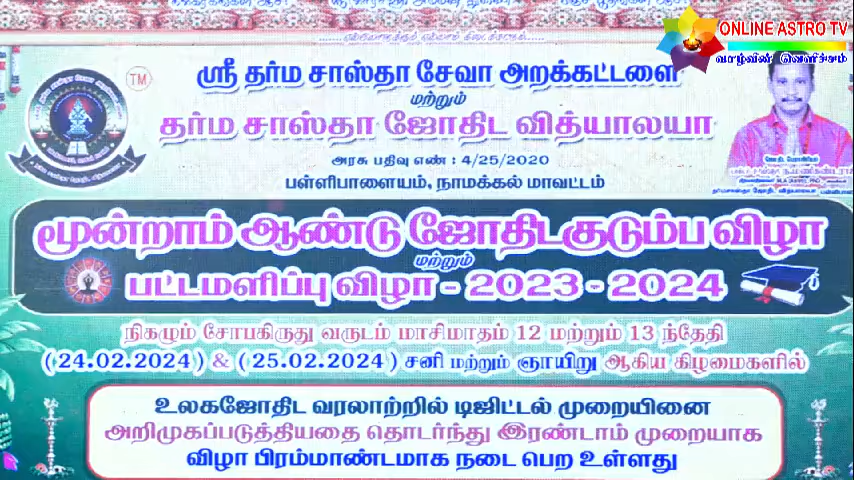 ONLINE ASTRO TV
வாழ்வின் வெளிச்சம்
ஸ்ரீ தர்ம சாஸ்தா சேவா அறக்கட்டளை
TM
மற்றும்
தர்ம சாஸ்தா ஜோதிட வித்யாலயா
அரசு பதிவு எண் : 4/25/2020
பள்ளிபாளையம், நாமக்கல் மாவட்டம்
மூன்றாம் ஆண்டு ஜோதிடகுடும்ப விழா
மற்றும்
பட்டமளிப்பு விழா - 2023 - 2024
நிகழும் சோபகிருது வருடம் மாசிமாதம் 12 மற்றும் 13 ந்தேதி
(24.02.2024) & (25.02.2024) சனி மற்றும் ஞாயிறு ஆகிய கிழமைகளில்
உலகஜோதிட வரலாற்றில் டிஜிட்டல் முறையினை
அறிமுகப்படுத்தியதை தொடர்ந்து இரண்டாம் முறையாக
விழா பிரம்மாண்டமாக நடை பெற உள்ளது